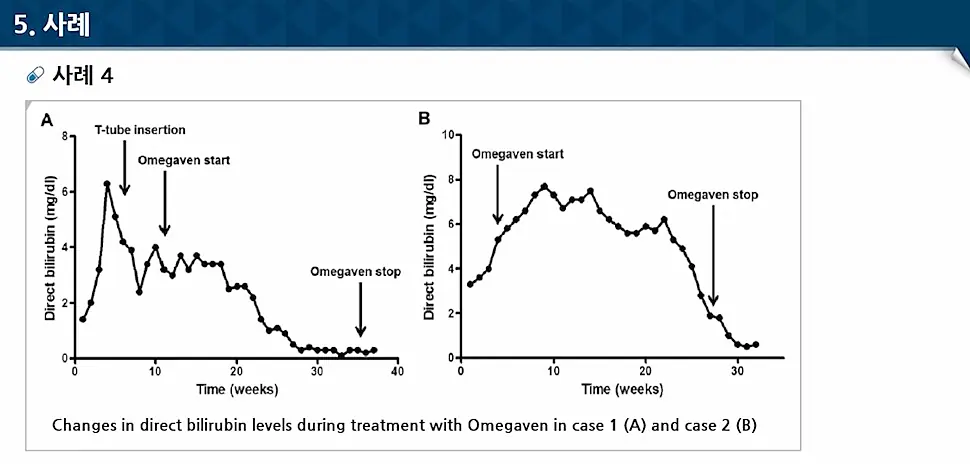 5. 사례
사례 4
A
T-tube insertion
Omegaven start
Omegaven stop
Direct bilirubin (mg/dl)
8
6
4
2
0
0 10 20 30 40
Time (weeks)
B
Omegaven start
Omegaven stop
Direct bilirubin (mg/dl)
10
8
6
4
2
0
0 10 20 30
Time (weeks)
Changes in direct bilirubin levels during treatment with Omegaven in case 1 (A) and case 2 (B)